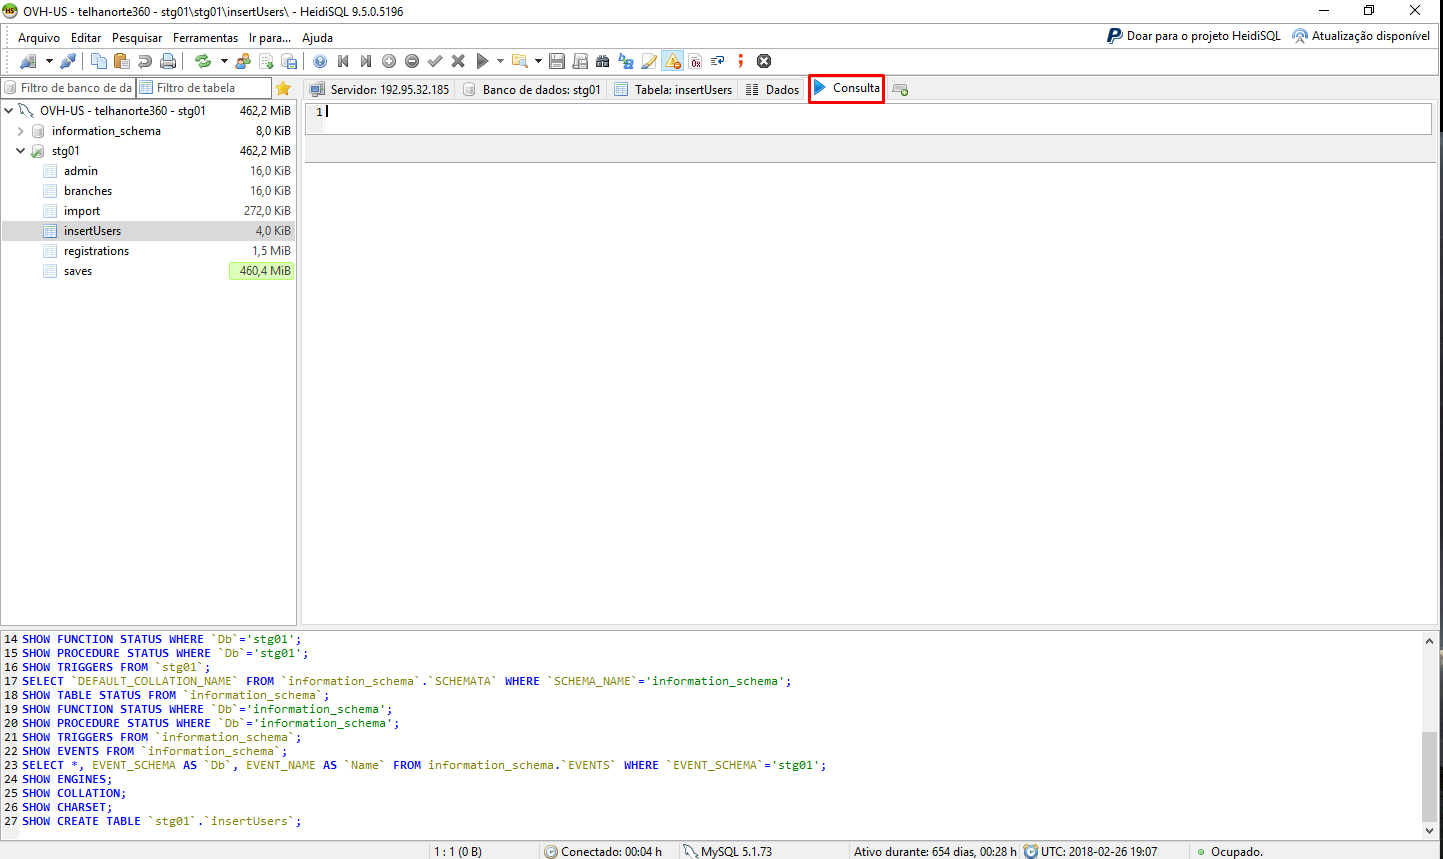 OVH-US - telhanorte360 - stg01\stg01\insertUsers\ - HeidiSQL 9.5.0.5196
Arquivo Editar Pesquisar Ferramentas Ir para... Ajuda
Doar para o projeto HeidiSQL Atualização disponível
Filtro de banco de da Filtro de tabela
Servidor: 192.95.32.185 Banco de dados: stg01 Tabela: insertUsers Dados Consulta
1
OVH-US - telhanorte360 - stg01 462,2 MiB
information_schema 8,0 KiB
stg01 462,2 MiB
admin 16,0 KiB
branches 16,0 KiB
import 272,0 KiB
insertUsers 4,0 KiB
registrations 1,5 MiB
saves 460,4 MiB
14 SHOW FUNCTION STATUS WHERE `Db`='stg01';
15 SHOW PROCEDURE STATUS WHERE `Db`='stg01';
16 SHOW TRIGGERS FROM `stg01`;
17 SELECT `DEFAULT_COLLATION_NAME` FROM `information_schema`.`SCHEMATA` WHERE `SCHEMA_NAME`='information_schema';
18 SHOW TABLE STATUS FROM `information_schema`;
19 SHOW FUNCTION STATUS WHERE `Db`='information_schema';
20 SHOW PROCEDURE STATUS WHERE `Db`='information_schema';
21 SHOW TRIGGERS FROM `information_schema`;
22 SHOW EVENTS FROM `information_schema`;
23 SELECT *, EVENT_SCHEMA AS `Db`, EVENT_NAME AS `Name` FROM information_schema.`EVENTS` WHERE `EVENT_SCHEMA`='stg01';
24 SHOW ENGINES;
25 SHOW COLLATION;
26 SHOW CHARSET;
27 SHOW CREATE TABLE `stg01`.`insertUsers`;
1 : 1 (0 B) Conectado: 00:04 h MySQL 5.1.73 Ativo durante: 654 dias, 00:28 h UTC: 2018-02-26 19:07 Ocupado.